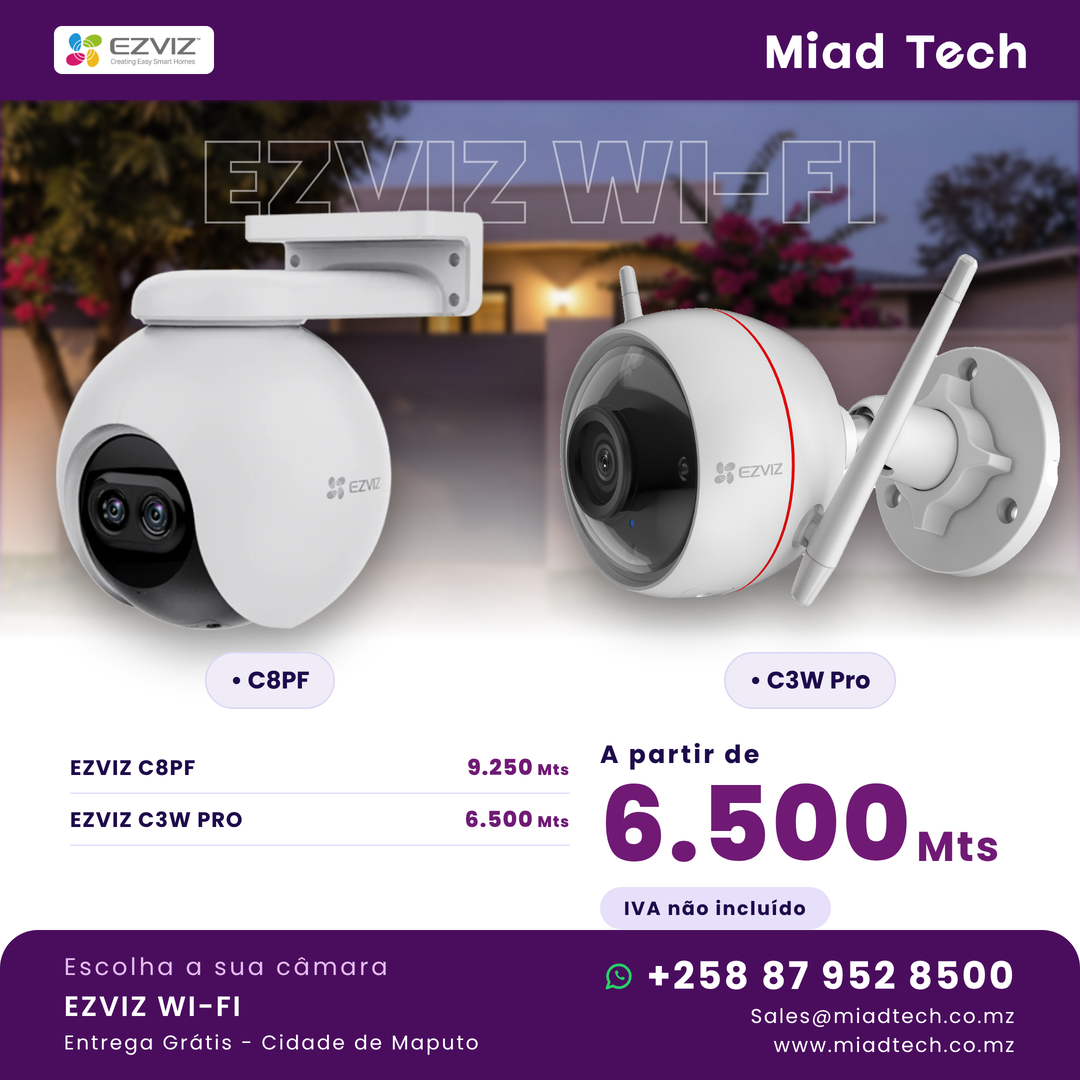 EZVIZ
Creating Easy Smart Homes
Miad Tech
EZVIZ WI-FI
EZVIZ
EZVIZ
• C8PF
• C3W Pro
EZVIZ C8PF 9.250 Mts
EZVIZ C3W PRO 6.500 Mts
A partir de
6.500 Mts
IVA não incluído
Escolha a sua câmara
EZVIZ WI-FI
Entrega Grátis - Cidade de Maputo
+258 87 952 8500
Sales@miadtech.co.mz
www.miadtech.co.mz